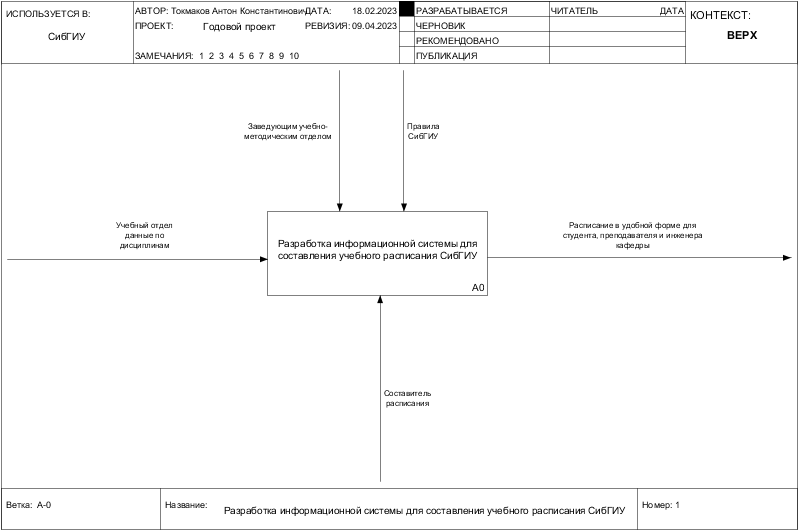 ИСПОЛЬЗУЕТСЯ В:
СибГИУ
АВТОР: Токмаков Антон Константинович
ДАТА: 18.02.2023
ПРОЕКТ: Годовой проект
РЕВИЗИЯ: 09.04.2023
ЗАМЕЧАНИЯ: 1 2 3 4 5 6 7 8 9 10
РАЗРАБАТЫВАЕТСЯ
ЧЕРНОВИК
РЕКОМЕНДОВАНО
ПУБЛИКАЦИЯ
ЧИТАТЕЛЬ ДАТА
КОНТЕКСТ:
ВЕРХ
Заведующим учебно-
методическим отделом
Правила
СибГИУ
Учебный отдел
данные по
дисциплинам
Разработка информационной системы для
составления учебного расписания СибГИУ
A0
Расписание в удобной форме для
студента, преподавателя и инженера
кафедры
Составитель
расписания
Ветка: A-0
Название: Разработка информационной системы для составления учебного расписания СибГИУ
Номер: 1